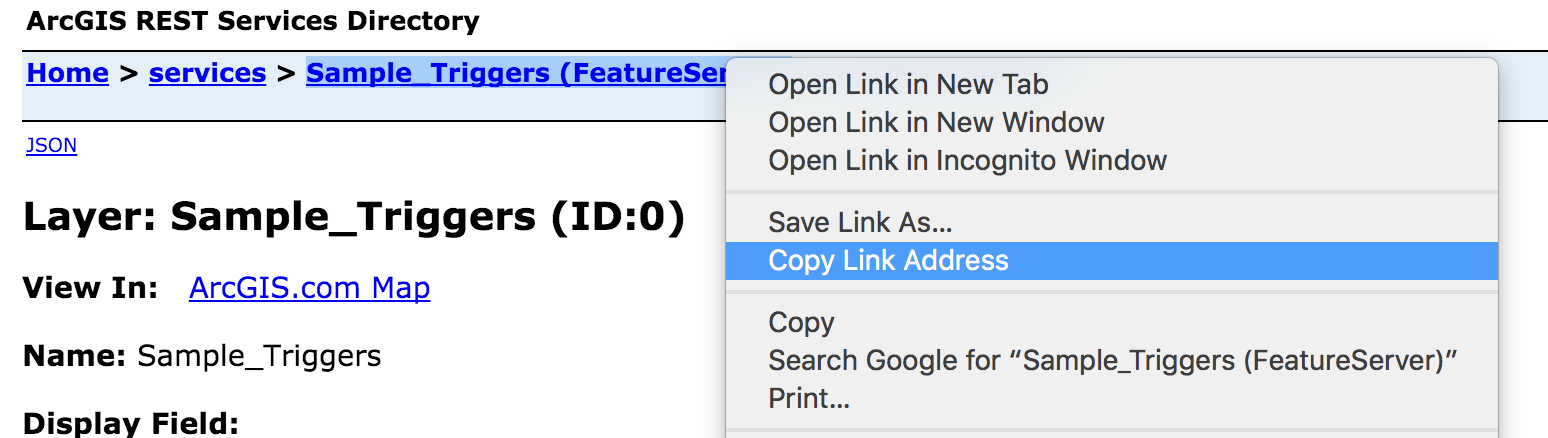 ArcGIS REST Services Directory
Home > services > Sample_Triggers (FeatureSer
JSON
Layer: Sample_Triggers (ID:0)
View In: ArcGIS.com Map
Name: Sample_Triggers
Display Field:
Open Link in New Tab
Open Link in New Window
Open Link in Incognito Window
Save Link As...
Copy Link Address
Copy
Search Google for “Sample_Triggers (FeatureServer)”
Print...